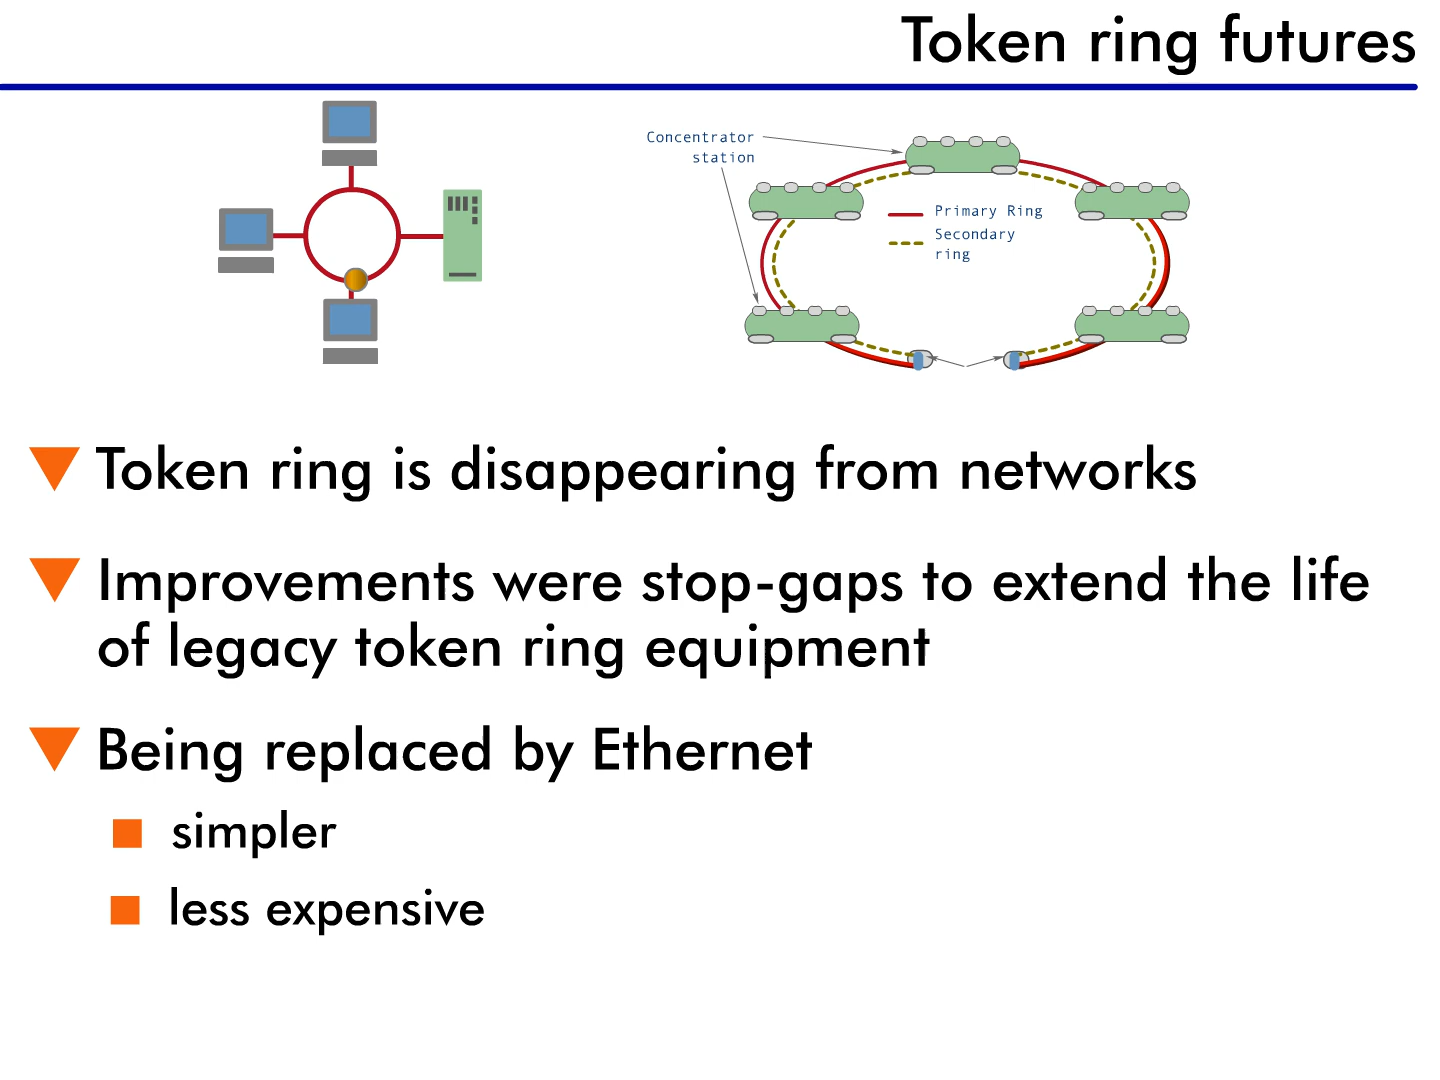 Token ring futures
Concentrator
station
Primary Ring
Secondary
ring
Token ring is disappearing from networks
Improvements were stop-gaps to extend the life
of legacy token ring equipment
Being replaced by Ethernet
simpler
less expensive